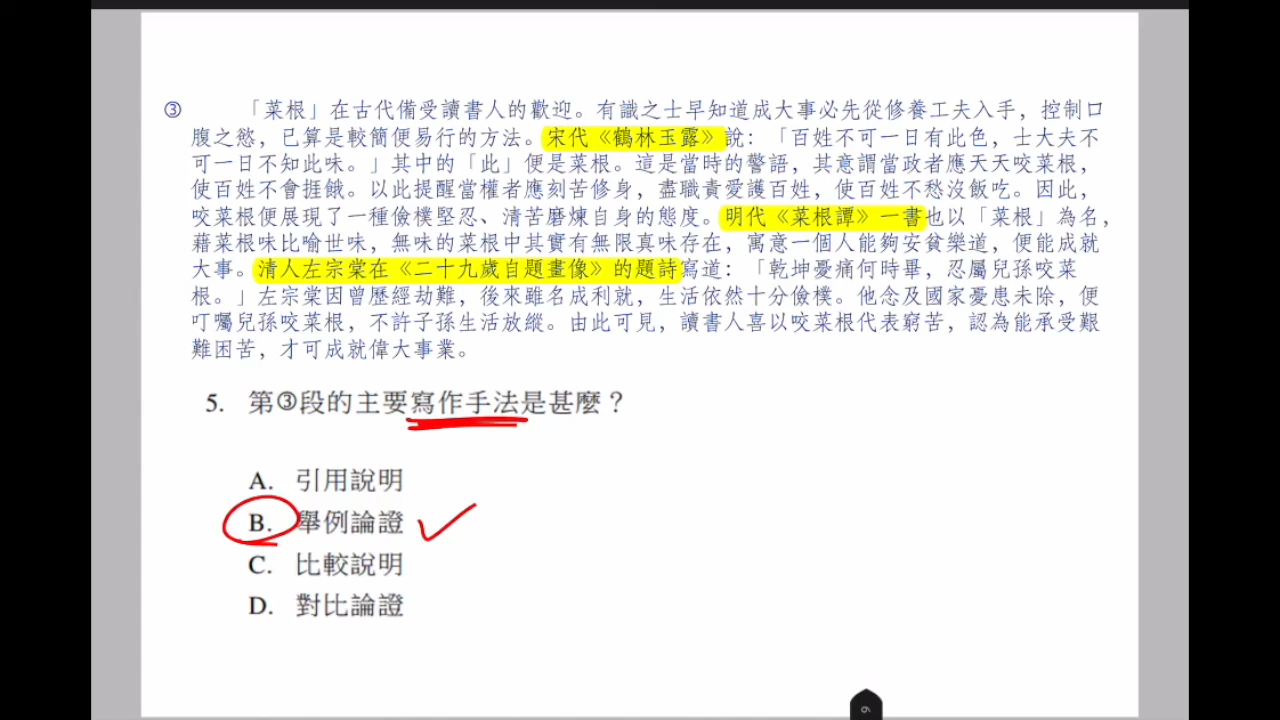 ③ 「菜根」在古代備受讀書人的歡迎。有識之士早知道成大事必先從修養工夫入手，控制口
腹之慾，已算是較簡便易行的方法。宋代《鶴林玉露》說：「百姓不可一日有此色，士大夫不
可一日不知此味。」其中的「此」便是菜根。這是當時的警語，其意謂當政者應天天咬菜根，
使百姓不會捱餓。以此提醒當權者應刻苦修身，盡職責愛護百姓，使百姓不愁沒飯吃。因此，
咬菜根便展現了一種儉樸堅忍、清苦磨煉自身的態度。明代《菜根譚》一書也以「菜根」為名，
藉菜根味比喻世味，無味的菜根中其實有無限真味存在，寓意一個人能夠安貧樂道，便能成就
大事。清人左宗棠在《二十九歲自題畫像》的題詩寫道：「乾坤憂痛何時畢，忍屬兒孫咬菜
根。」左宗棠因曾歷經劫難，後來雖名成利就，生活依然十分儉樸。他念及國家憂患未除，便
叮囑兒孫咬菜根，不許子孫生活放縱。由此可見，讀書人喜以咬菜根代表窮苦，認為能承受艱
難困苦，才可成就偉大事業。
5. 第③段的主要寫作手法是甚麼？
A. 引用說明
B. 舉例論證
C. 比較說明
D. 對比論證
6